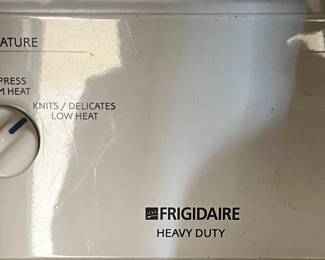 ATURE
PRESS
M HEAT
KNITS / DELICATES
LOW HEAT
FRIGIDAIRE
HEAVY DUTY